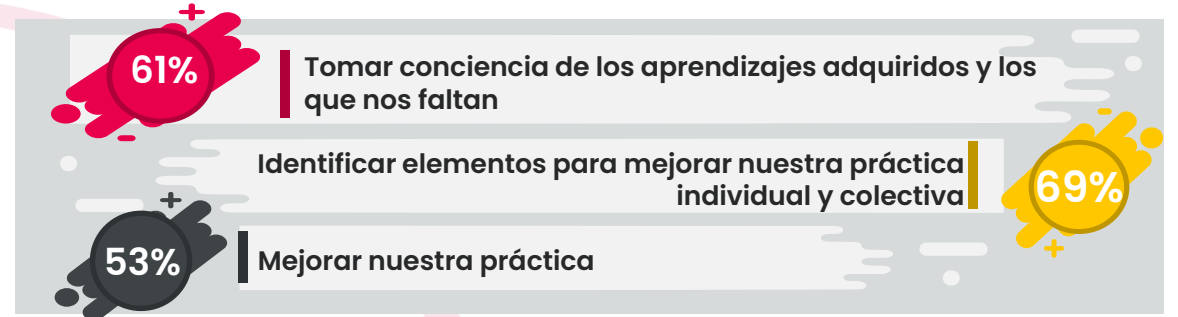 61%
Tomar conciencia de los aprendizajes adquiridos y los
que nos faltan
Identificar elementos para mejorar nuestra práctica
individual y colectiva
69%
53%
Mejorar nuestra práctica